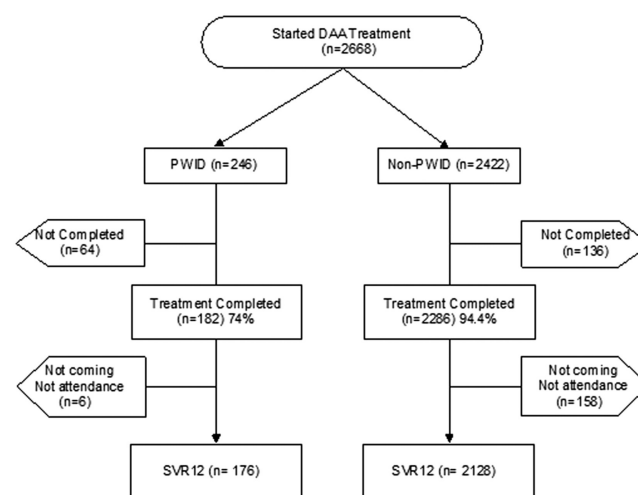 Started DAA Treatment
(n=2668)
PWID (n=246)
Non-PWID (n=2422)
Not Completed
(n=64)
Not Completed
(n=136)
Treatment Completed
(n=182) 74%
Treatment Completed
(n=2286) 94.4%
Not coming
Not attendance
(n=6)
Not coming
Not attendance
(n=158)
SVR12 (n= 176)
SVR12 (n= 2128)